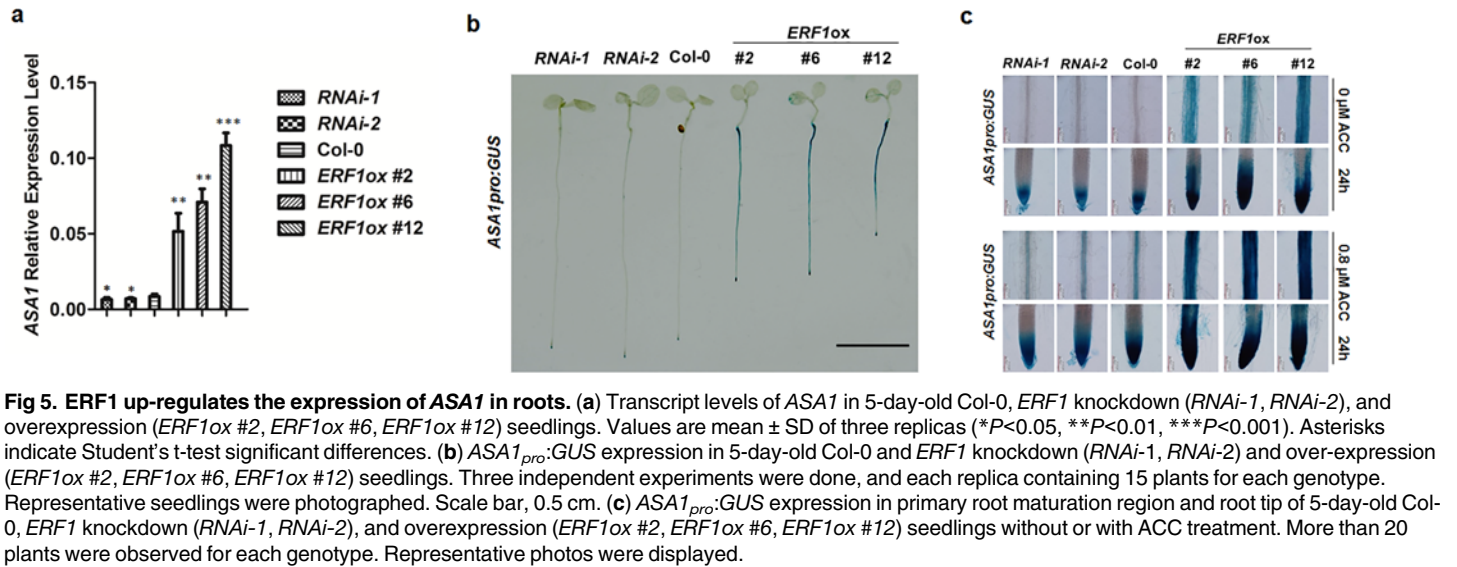 a
ASA1 Relative Expression Level
0.15
0.10
0.05
0.00
*
*
**
**
***
RNAi-1
RNAi-2
Col-0
ERF1ox #2
ERF1ox #6
ERF1ox #12
b
ERF1ox
RNAi-1 RNAi-2 Col-0 #2 #6 #12
ASA1pro:GUS
c
ERF1ox
RNAi-1 RNAi-2 Col-0 #2 #6 #12
ASA1pro:GUS
0 μM ACC 24h
ASA1pro:GUS
0.8 μM ACC 24h
Fig 5. ERF1 up-regulates the expression of ASA1 in roots. (a) Transcript levels of ASA1 in 5-day-old Col-0, ERF1 knockdown (RNAi-1, RNAi-2), and
overexpression (ERF1ox #2, ERF1ox #6, ERF1ox #12) seedlings. Values are mean ± SD of three replicas (*P<0.05, **P<0.01, ***P<0.001). Asterisks
indicate Student's t-test significant differences. (b) ASA1pro:GUS expression in 5-day-old Col-0 and ERF1 knockdown (RNAi-1, RNAi-2) and over-expression
(ERF1ox #2, ERF1ox #6, ERF1ox #12) seedlings. Three independent experiments were done, and each replica containing 15 plants for each genotype.
Representative seedlings were photographed. Scale bar, 0.5 cm. (c) ASA1pro:GUS expression in primary root maturation region and root tip of 5-day-old Col-
0, ERF1 knockdown (RNAi-1, RNAi-2), and overexpression (ERF1ox #2, ERF1ox #6, ERF1ox #12) seedlings without or with ACC treatment. More than 20
plants were observed for each genotype. Representative photos were displayed.